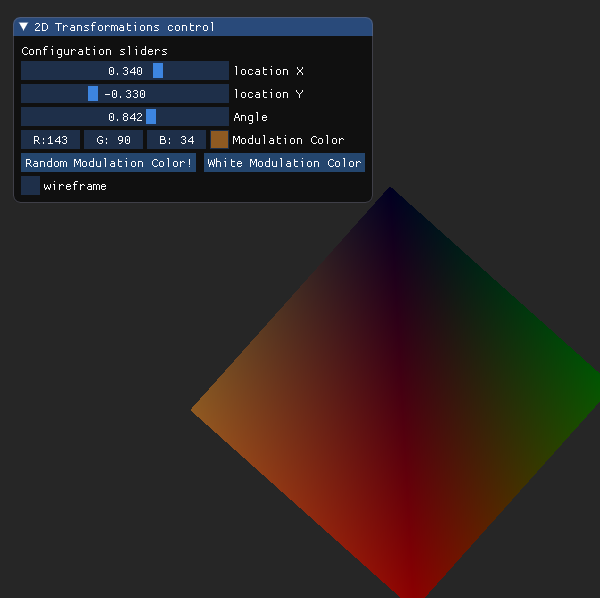 2D Transformations control
Configuration sliders
0.340 location X
-0.330 location Y
0.842 Angle
R:143 G: 90 B: 34 Modulation Color
Random Modulation Color! White Modulation Color
wireframe